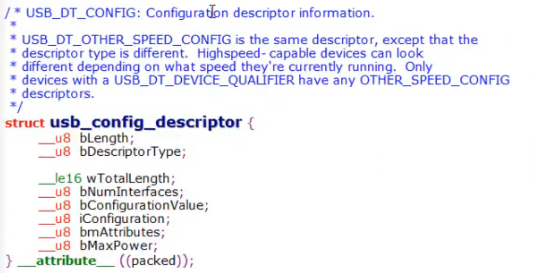 / * USB_DT_CONFIG: Configuration descriptor information.
*
* USB_DT_OTHER_SPEED_CONFIG is the same descriptor, except that the
* descriptor type is different.  Highspeed- capable devices can look
* different depending on what speed they're currently running.  Only
* devices with a USB_DT_DEVICE_QUALIFIER have any OTHER_SPEED_CONFIG
* descriptors.
*/
struct usb_config_descriptor {
__u8 bLength;
__u8 bDescriptorType;
__le16 wTotalLength;
__u8 bNumInterfaces;
__u8 bConfigurationValue;
__u8 iConfiguration;
__u8 bmAttributes;
__u8 bMaxPower;
} __attribute__ ((packed));